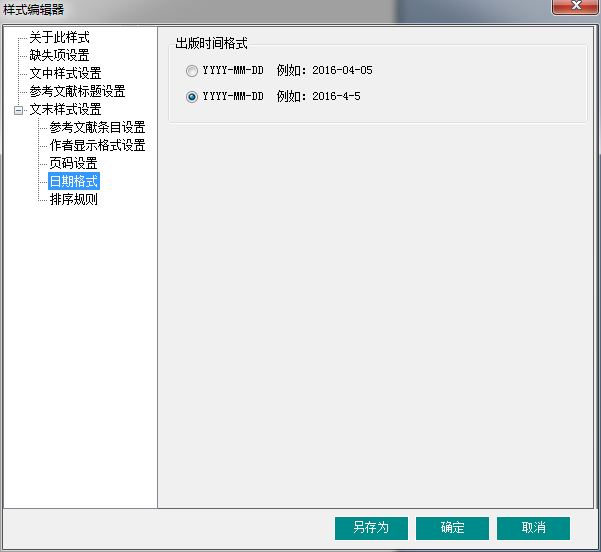 样式编辑器
关于此样式
缺失项设置
文中样式设置
参考文献标题设置
文末样式设置
参考文献条目设置
作者显示格式设置
页码设置
日期格式
排序规则
出版时间格式
YYYY-MM-DD 例如: 2016-04-05
YYYY-MM-DD 例如: 2016-4-5
另存为
确定
取消